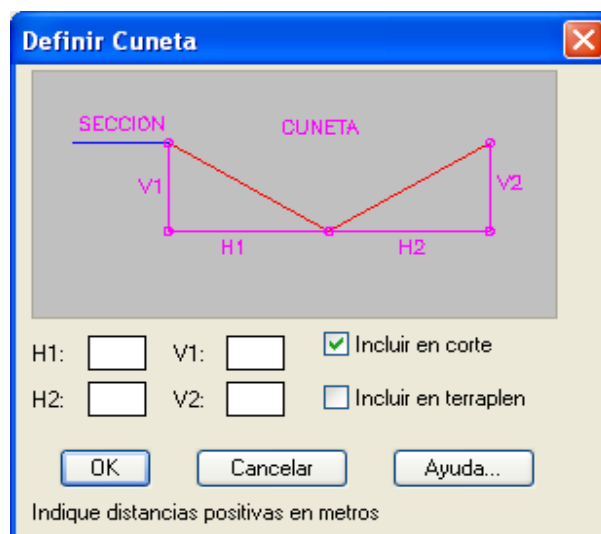 Definir Cuneta
SECCION CUNETA
V1 V2
H1 H2
H1: V1: Incluir en corte
H2: V2: Incluir en terraplen
OK Cancelar Ayuda...
Indique distancias positivas en metros